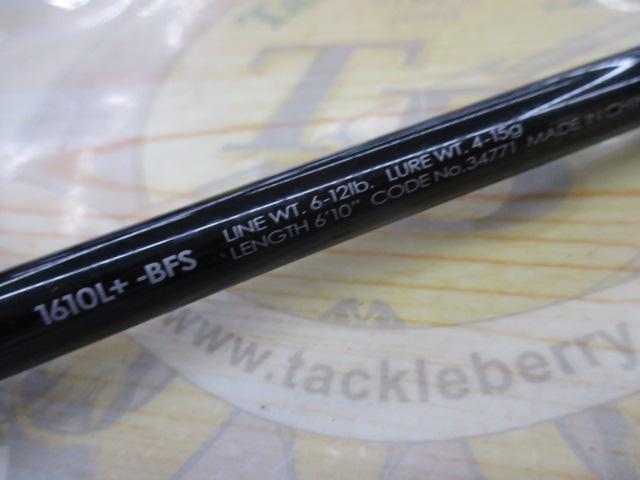 1610L+ -BFS
LINE WT. 6-12lb. LURE WT. 4-15g
LENGTH 6'10" CODE No.34771 MADE IN CHIN
www.tackleberry